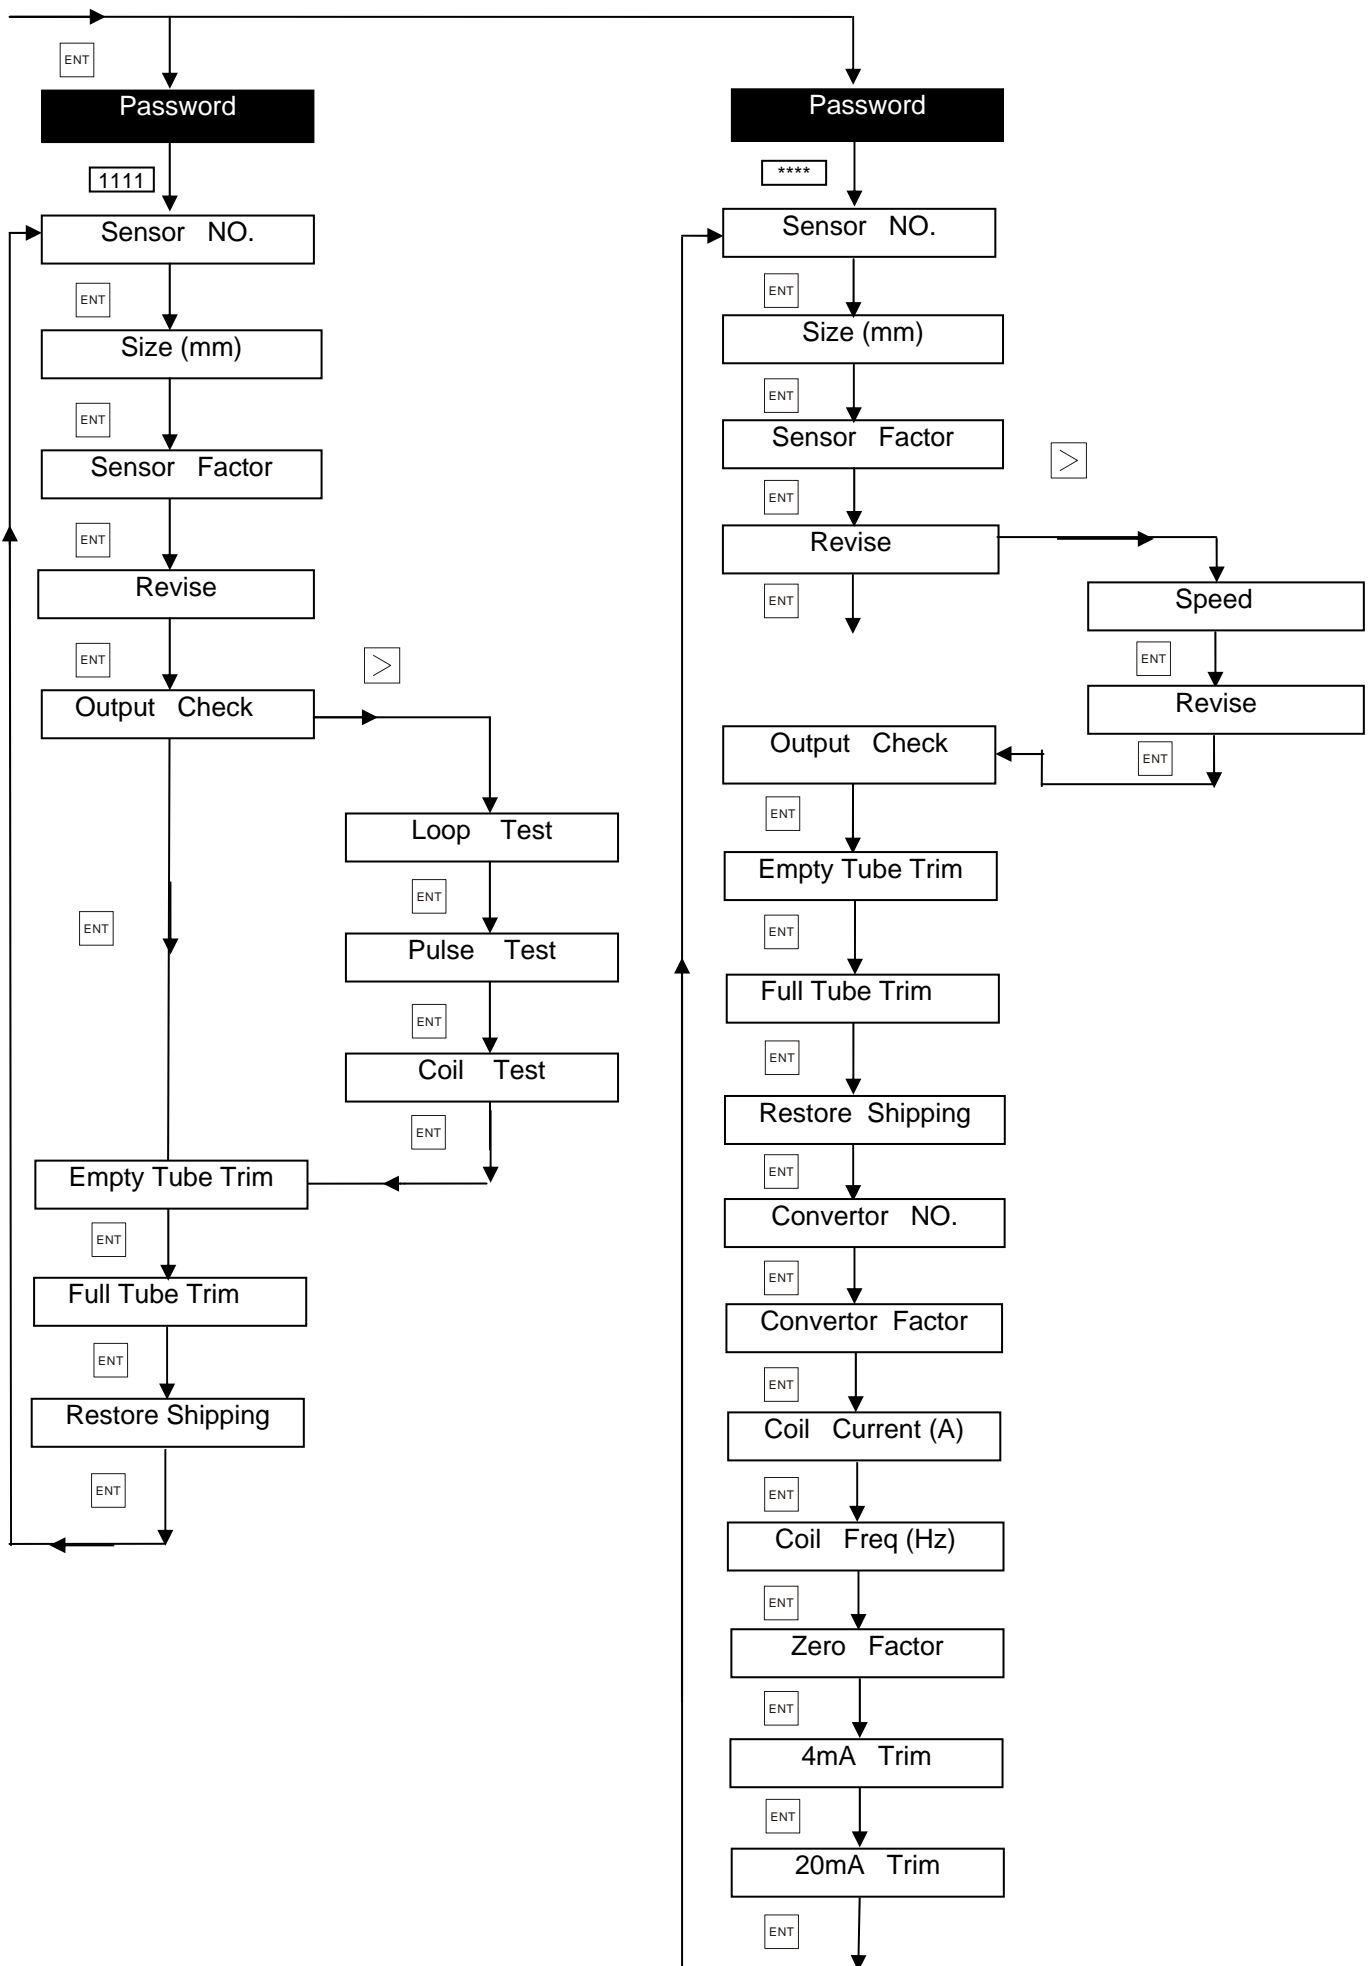 ENT
Password
1111
Sensor NO.
ENT
Size (mm)
ENT
Sensor Factor
ENT
Revise
ENT
>
Output Check
Loop Test
ENT
ENT
Pulse Test
ENT
Coil Test
ENT
Empty Tube Trim
ENT
Full Tube Trim
ENT
Restore Shipping
ENT
Password
****
Sensor NO.
ENT
Size (mm)
ENT
Sensor Factor
>
ENT
Revise
ENT
Speed
ENT
Revise
ENT
Output Check
ENT
Empty Tube Trim
ENT
Full Tube Trim
ENT
Restore Shipping
ENT
Convertor NO.
ENT
Convertor Factor
ENT
Coil Current (A)
ENT
Coil Freq (Hz)
ENT
Zero Factor
ENT
4mA Trim
ENT
20mA Trim
ENT